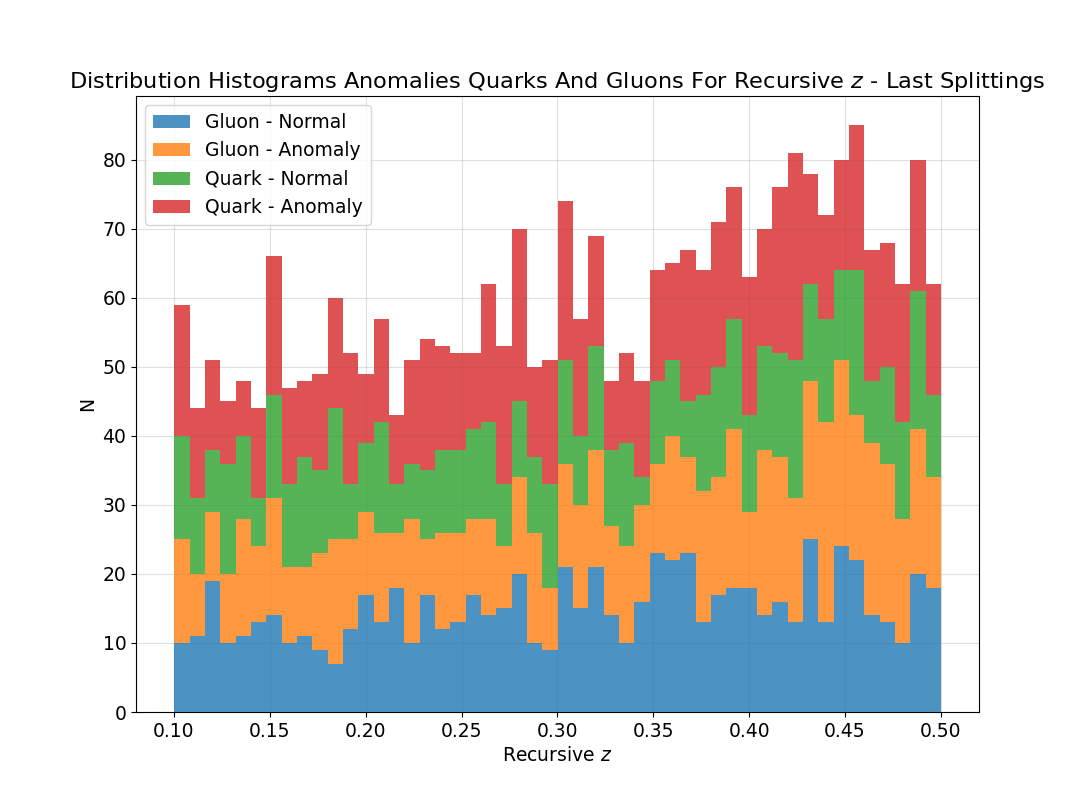 Distribution Histograms Anomalies Quarks And Gluons For Recursive z - Last Splittings
Gluon - Normal
Gluon - Anomaly
Quark - Normal
Quark - Anomaly
N
80
70
60
50
40
30
20
10
0
0.10 0.15 0.20 0.25 0.30 0.35 0.40 0.45 0.50
Recursive z